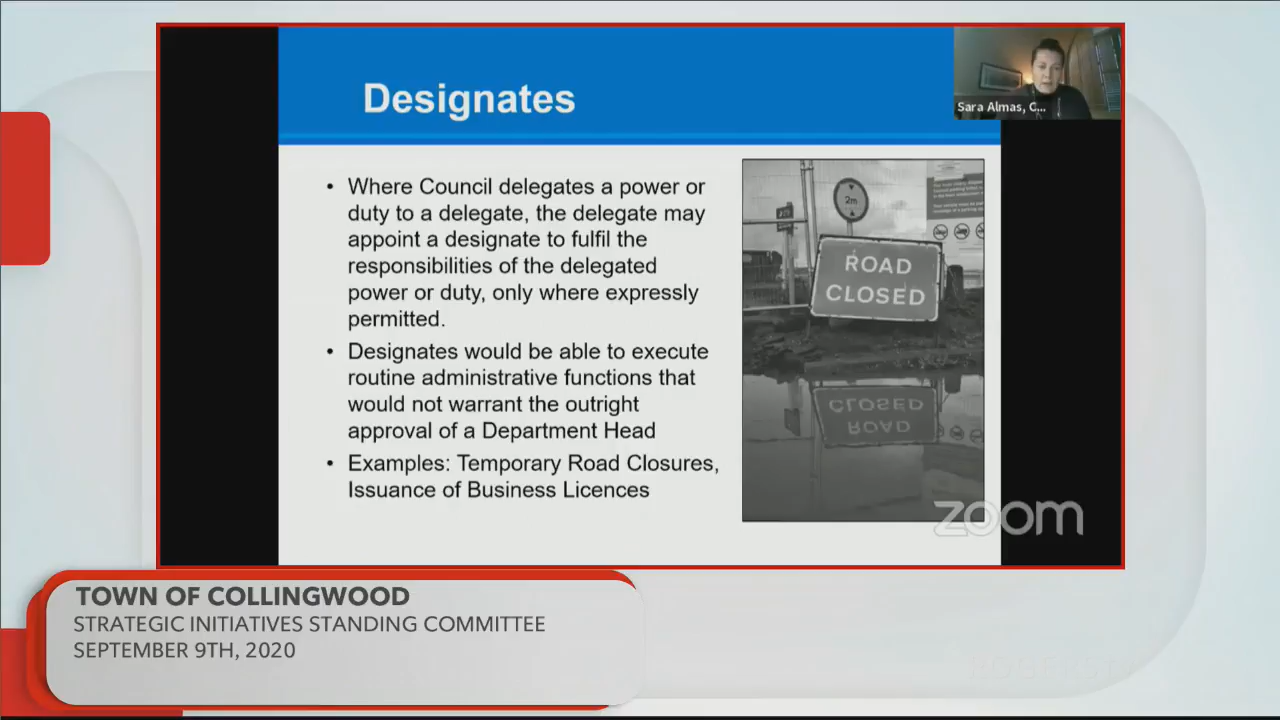 Designates
Sara Almas, C...
• Where Council delegates a power or
duty to a delegate, the delegate may
appoint a designate to fulfil the
responsibilities of the delegated
power or duty, only where expressly
permitted.
• Designates would be able to execute
routine administrative functions that
would not warrant the outright
approval of a Department Head
• Examples: Temporary Road Closures,
Issuance of Business Licences
2m
ROAD
CLOSED
CLOSED
ROAD
zoom
TOWN OF COLLINGWOOD
STRATEGIC INITIATIVES STANDING COMMITTEE
SEPTEMBER 9TH, 2020